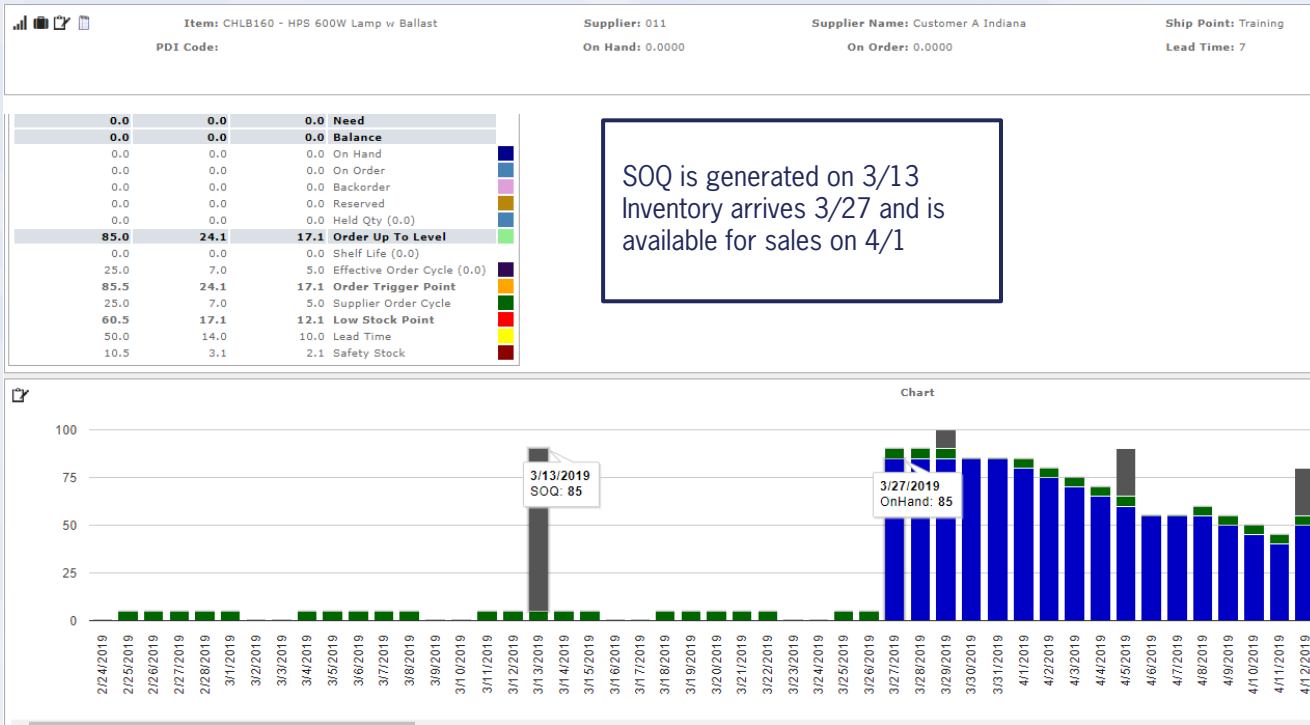 Item: CHLB160 - HPS 600W Lamp w Ballast Supplier: 011 Supplier Name: Customer A Indiana Ship Point: Training
PDI Code: On Hand: 0.0000 On Order: 0.0000 Lead Time: 7
0.0 0.0 0.0 Need
0.0 0.0 0.0 Balance
0.0 0.0 0.0 On Hand
0.0 0.0 0.0 On Order
0.0 0.0 0.0 Backorder
0.0 0.0 0.0 Reserved
0.0 0.0 0.0 Held Qty (0.0)
85.0 24.1 17.1 Order Up To Level
0.0 0.0 0.0 Shelf Life (0.0)
25.0 7.0 5.0 Effective Order Cycle (0.0)
85.5 24.1 17.1 Order Trigger Point
25.0 7.0 5.0 Supplier Order Cycle
60.5 17.1 12.1 Low Stock Point
50.0 14.0 10.0 Lead Time
10.5 3.1 2.1 Safety Stock
SOQ is generated on 3/13
Inventory arrives 3/27 and is
available for sales on 4/1
Chart
100
75
50
25
0
3/13/2019
SOQ: 85
3/27/2019
OnHand: 85
2/24/2019
2/25/2019
2/26/2019
2/27/2019
2/28/2019
3/1/2019
3/2/2019
3/3/2019
3/4/2019
3/5/2019
3/6/2019
3/7/2019
3/8/2019
3/9/2019
3/10/2019
3/11/2019
3/12/2019
3/13/2019
3/14/2019
3/15/2019
3/16/2019
3/17/2019
3/18/2019
3/19/2019
3/20/2019
3/21/2019
3/22/2019
3/23/2019
3/24/2019
3/25/2019
3/26/2019
3/27/2019
3/28/2019
3/29/2019
3/30/2019
3/31/2019
4/1/2019
4/2/2019
4/3/2019
4/4/2019
4/5/2019
4/6/2019
4/7/2019
4/8/2019
4/9/2019
4/10/2019
4/11/2019
4/12/2019